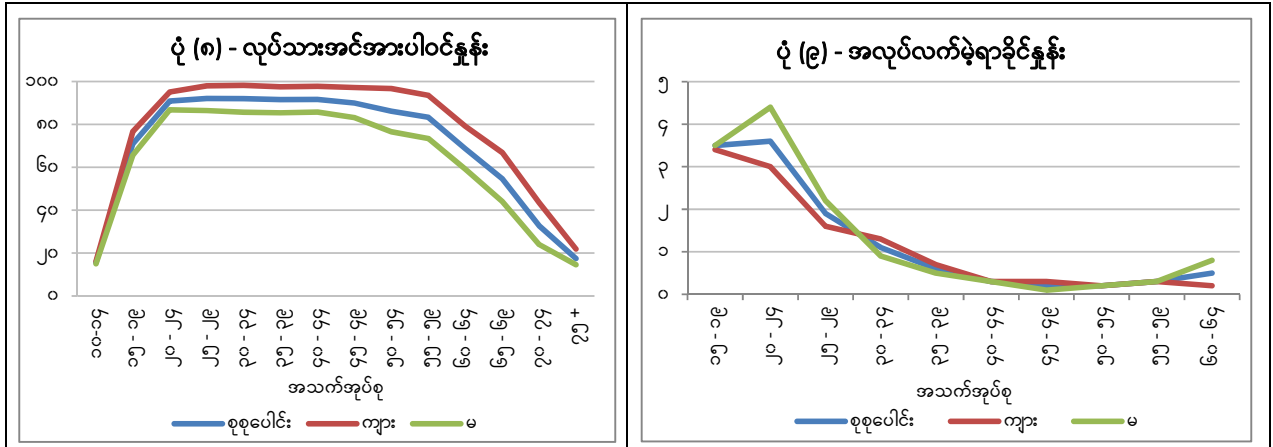 ပုံ (၈) - လုပ်သားအင်အားပါဝင်နှုန်း
၁၀၀
၈၀
၆၀
၄၀
၂၀
၀
၁၀-၁၄
၁၅ - ၁၉
၂၀ - ၂၄
၂၅ - ၂၉
၃၀ - ၃၄
၃၅ - ၃၉
၄၀ - ၄၄
၄၅ - ၄၉
၅၀ - ၅၄
၅၅ - ၅၉
၆၀ - ၆၄
၆၅ - ၆၉
၇၀ - ၇၄
၇၅ +
အသက်အုပ်စု
စုစုပေါင်း ကျား မ
ပုံ (၉) - အလုပ်လက်မဲ့ရာခိုင်နှုန်း
၅
၄
၃
၂
၁
၀
၁၅ - ၁၉
၂၀ - ၂၄
၂၅ - ၂၉
၃၀ - ၃၄
၃၅ - ၃၉
၄၀ - ၄၄
၄၅ - ၄၉
၅၀ - ၅၄
၅၅ - ၅၉
၆၀ - ၆၄
အသက်အုပ်စု
စုစုပေါင်း ကျား မ